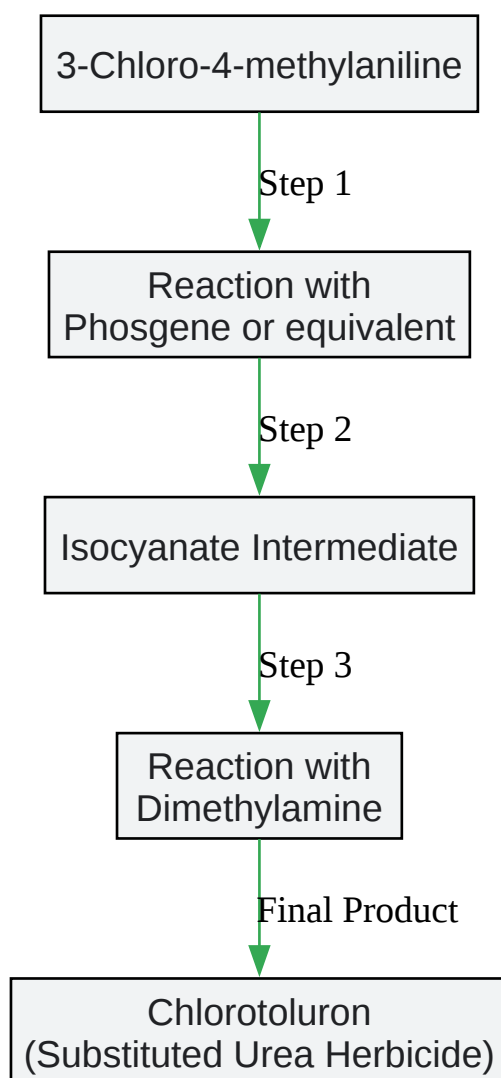 3-Chloro-4-methylaniline
Step 1
Reaction with
Phosgene or equivalent
Step 2
Isocyanate Intermediate
Step 3
Reaction with
Dimethylamine
Final Product
Chlorotoluron
(Substituted Urea Herbicide)